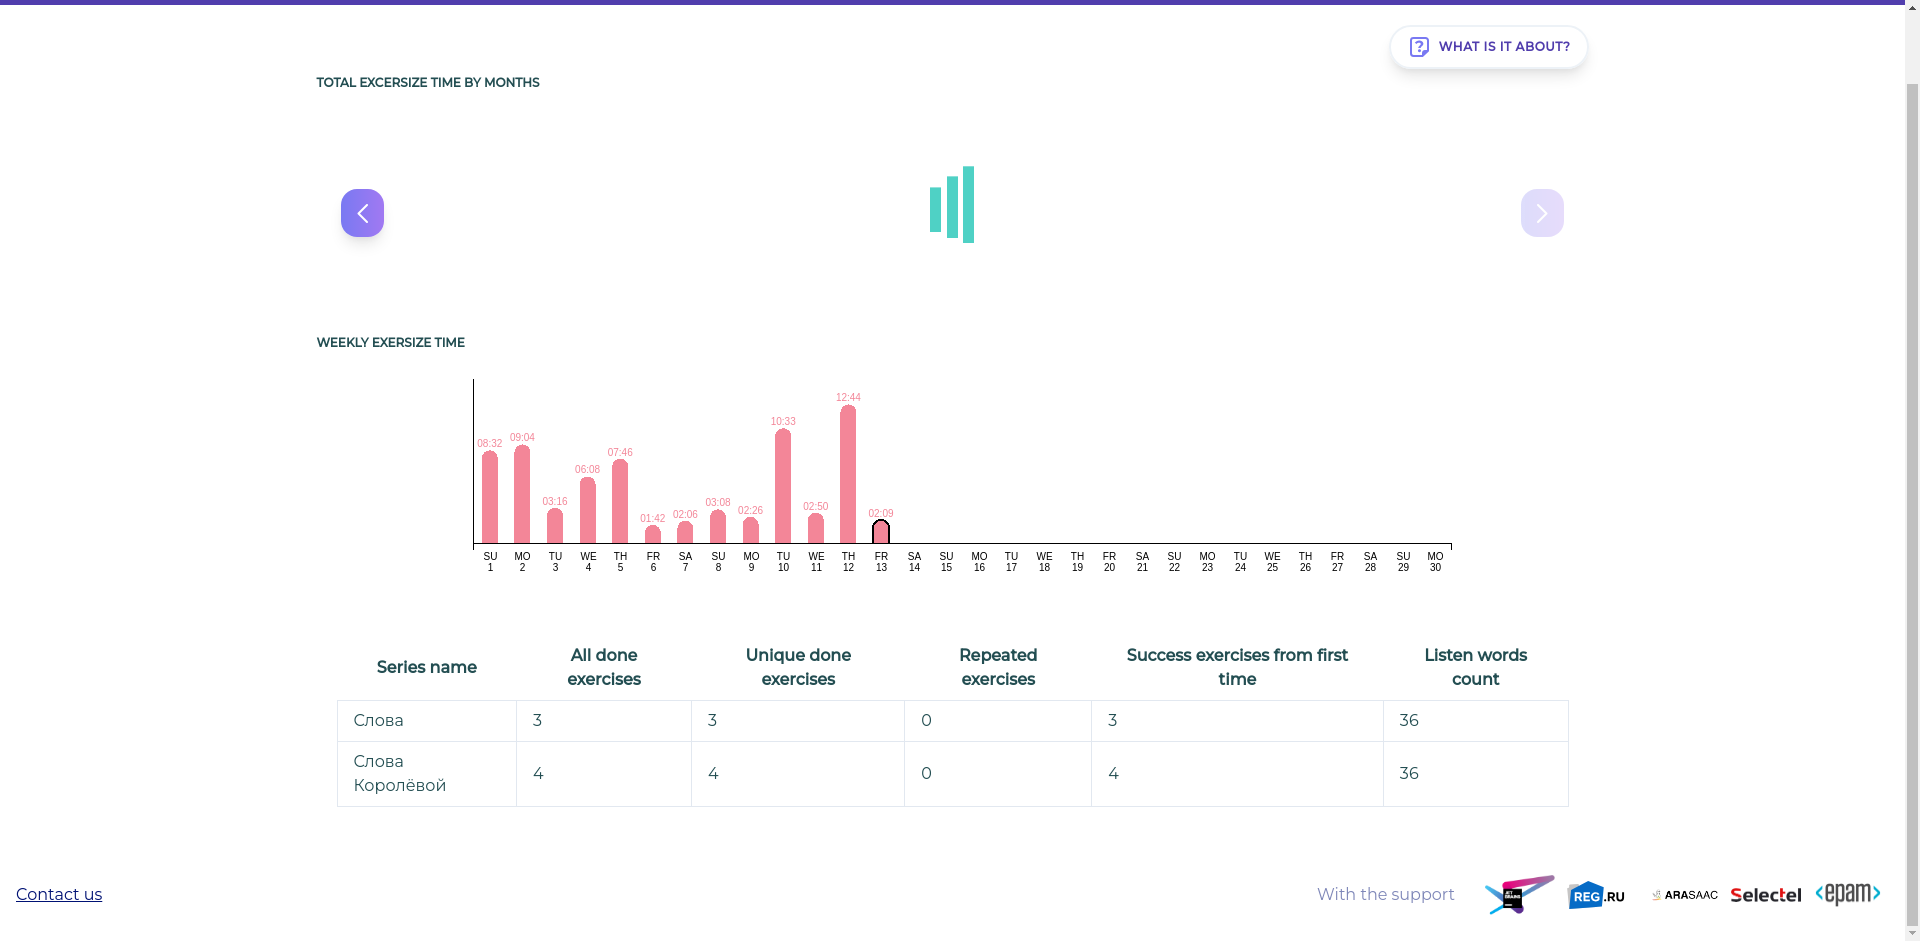 WHAT IS IT ABOUT?
TOTAL EXCERSIZE TIME BY MONTHS
WEEKLY EXERSIZE TIME
08:32 09:04 03:16 06:08 07:46 01:42 02:06 03:08 02:26 10:33 02:50 12:44 02:09
SU MO TU WE TH FR SA SU MO TU WE TH FR SA SU MO TU WE TH FR SA SU MO TU WE TH FR SA SU MO
1 2 3 4 5 6 7 8 9 10 11 12 13 14 15 16 17 18 19 20 21 22 23 24 25 26 27 28 29 30
Series name All done exercises Unique done exercises Repeated exercises Success exercises from first time Listen words count
Слова 3 3 0 3 36
Слова Королёвой 4 4 0 4 36
Contact us With the support JET BRAINS REG.RU ARASAAC Selectel <epam>